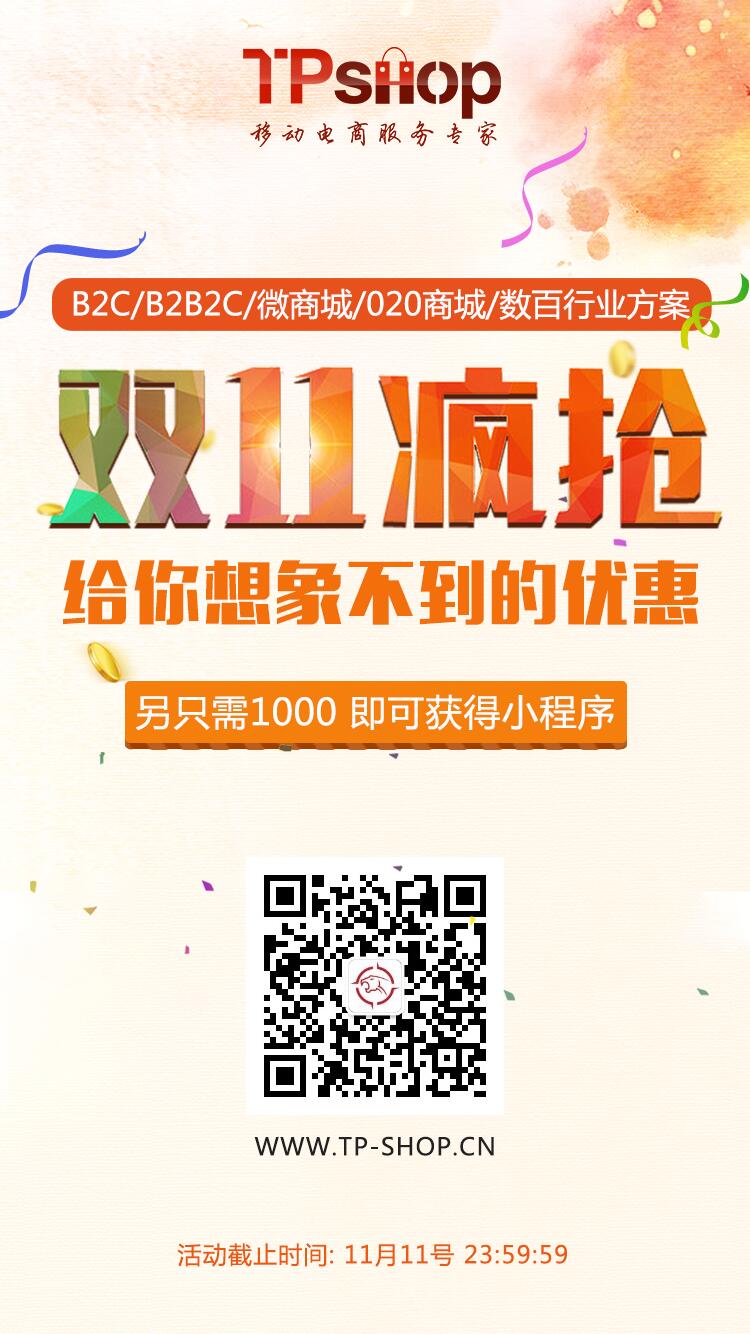 TPshop
移动电商服务专家
B2C/B2B2C/微商城/O2O商城/数百行业方案
双11疯抢
给你想象不到的优惠
另只需1000 即可获得小程序
WWW.TP-SHOP.CN
活动截止时间: 11月11号 23:59:59